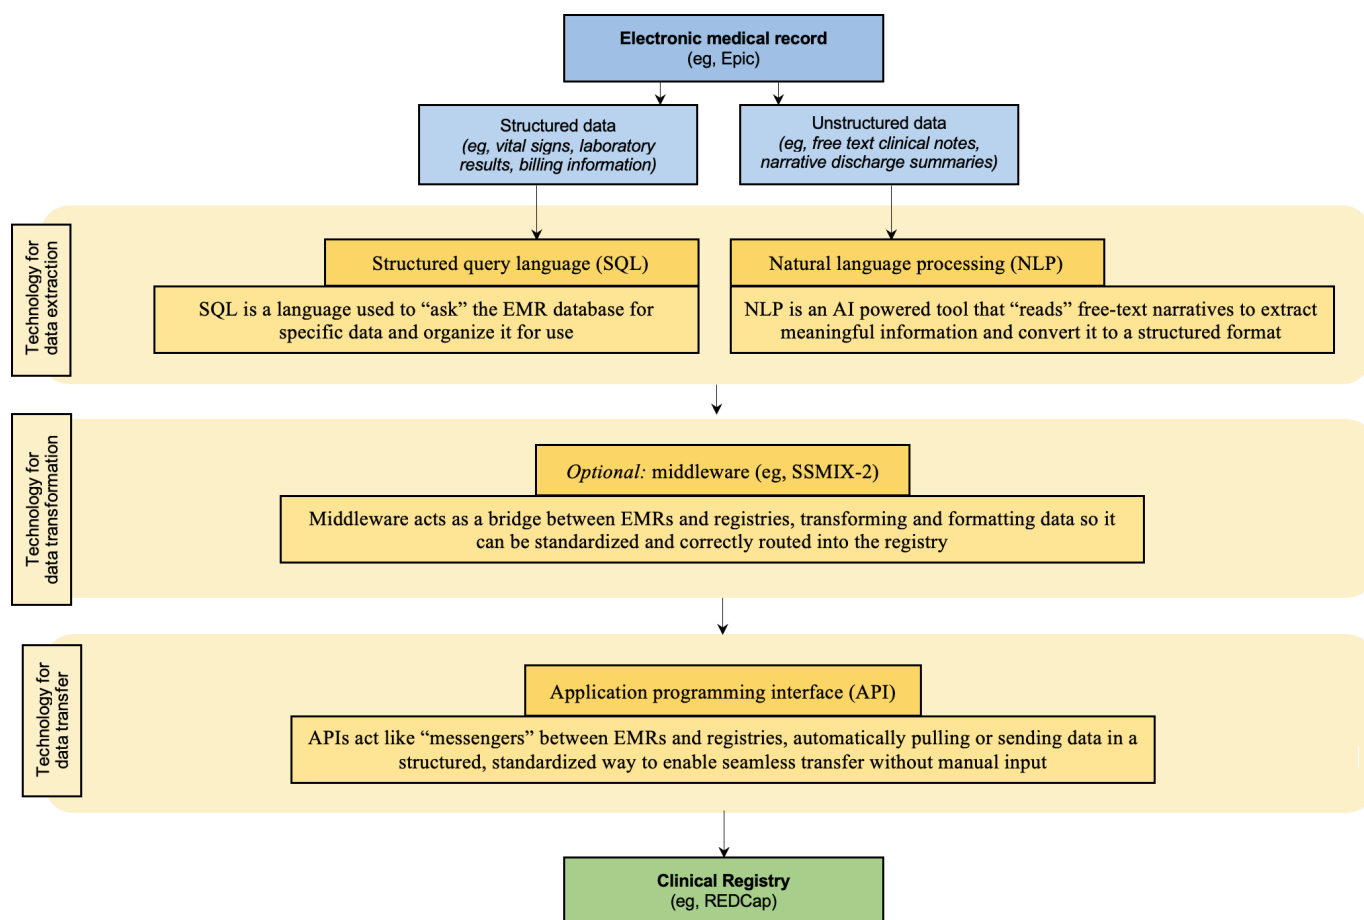 Electronic medical record
(eg, Epic)
Structured data
(eg, vital signs, laboratory
results, billing information)
Unstructured data
(eg, free text clinical notes,
narrative discharge summaries)
Technology for
data extraction
Structured query language (SQL)
SQL is a language used to “ask” the EMR database for
specific data and organize it for use
Natural language processing (NLP)
NLP is an AI powered tool that “reads” free-text narratives to extract
meaningful information and convert it to a structured format
Technology for
data transformation
Optional: middleware (eg, SSMIX-2)
Middleware acts as a bridge between EMRs and registries, transforming and formatting data so it
can be standardized and correctly routed into the registry
Technology for
data transfer
Application programming interface (API)
APIs act like “messengers” between EMRs and registries, automatically pulling or sending data in a
structured, standardized way to enable seamless transfer without manual input
Clinical Registry
(eg, REDCap)